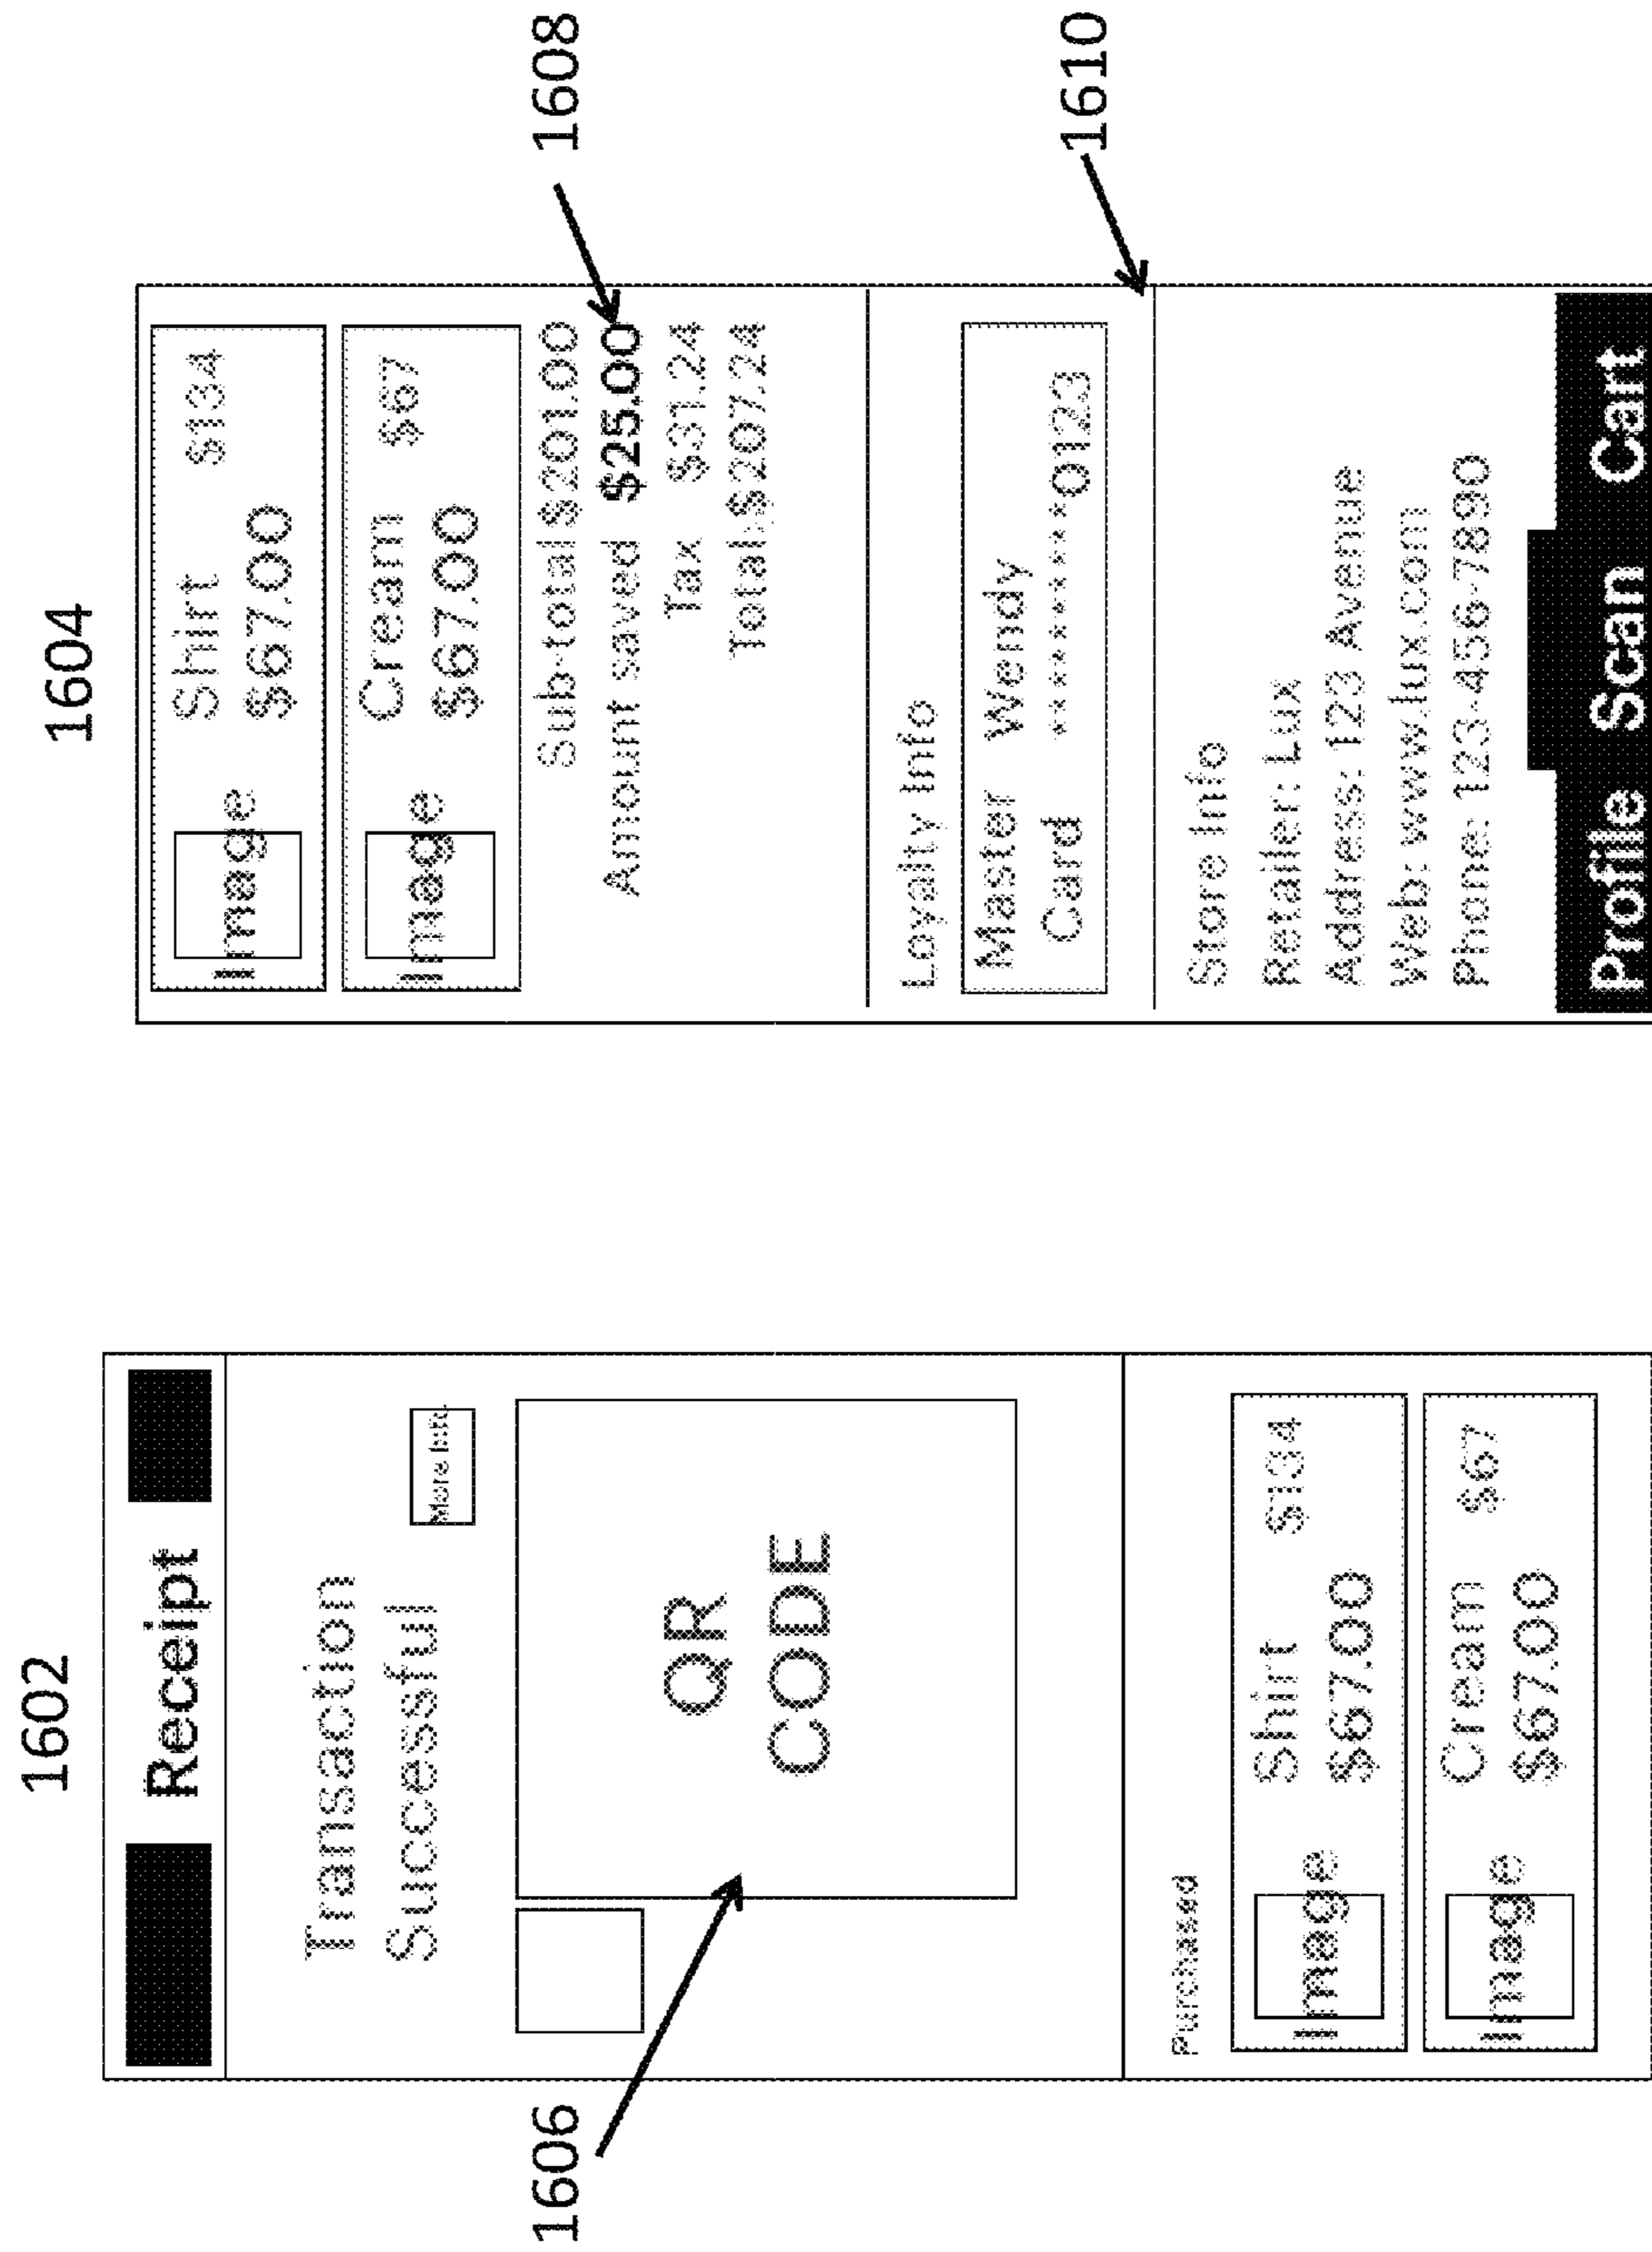 1602
Receipt
Transaction
Successful
More Info
QR
CODE
1606
Purchased
Image
Shirt
$67.00
$134
Image
Cream
$67.00
$67
1604
Image
Shirt
$67.00
$134
Image
Cream
$67.00
$67
Sub-total $201.00
Amount saved $25.00
Tax $31.24
Total:$207.24
1608
Loyalty Info
Master Wendy
Card *********0123
1610
Store Info
Retailer: Lux
Address: 123 Avenue
Web: www.lux.com
Phone: 123-456-7890
Profile Scan Cart